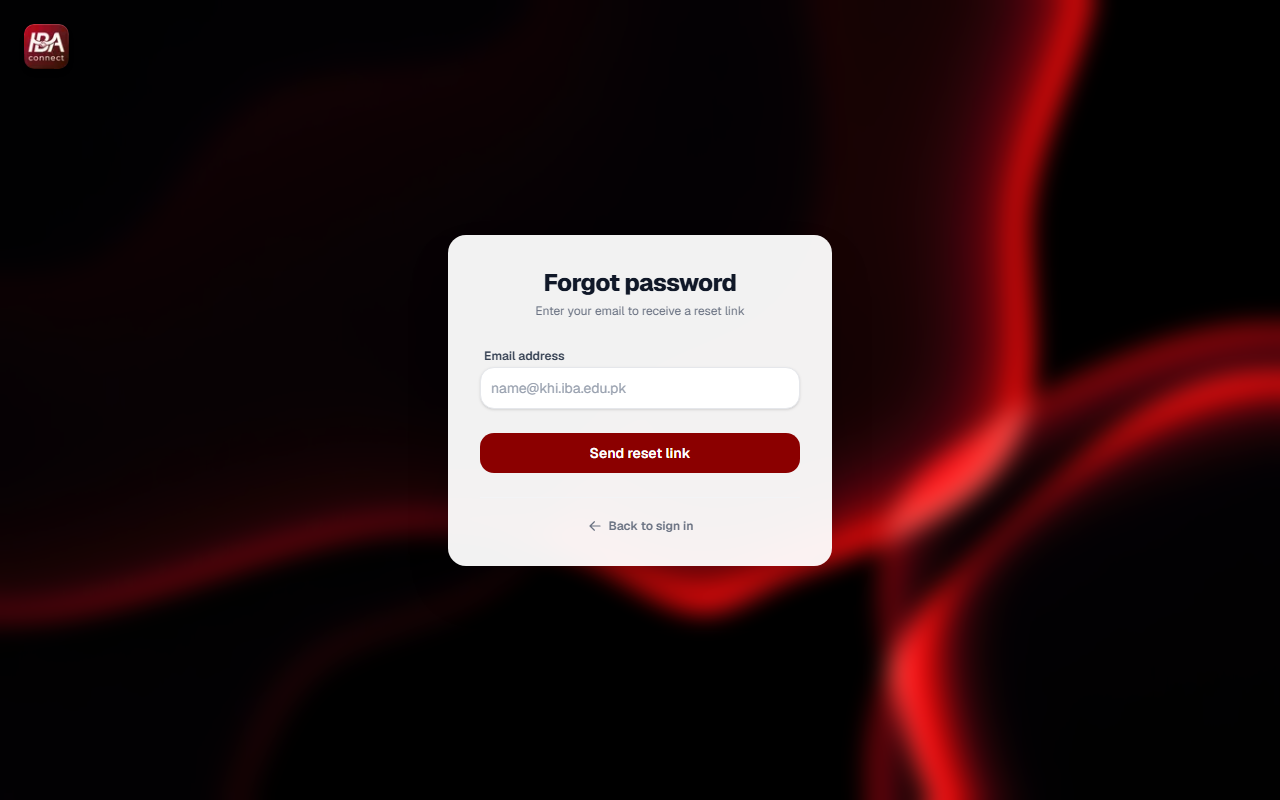 IBA
connect
Forgot password
Enter your email to receive a reset link
Email address
name@khi.iba.edu.pk
Send reset link
← Back to sign in